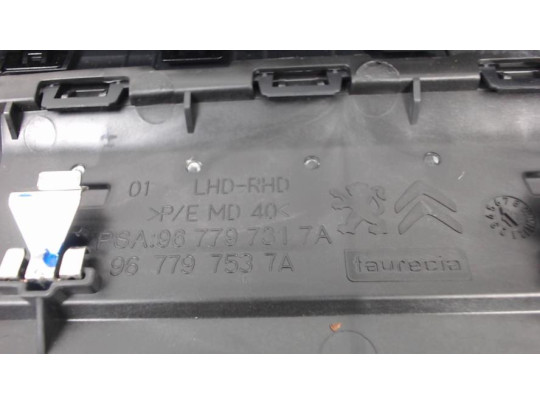 01 LHD-RHD
>P/E MD 40<
PSA:96 779 731 7A
96 779 753 7A
faurecia